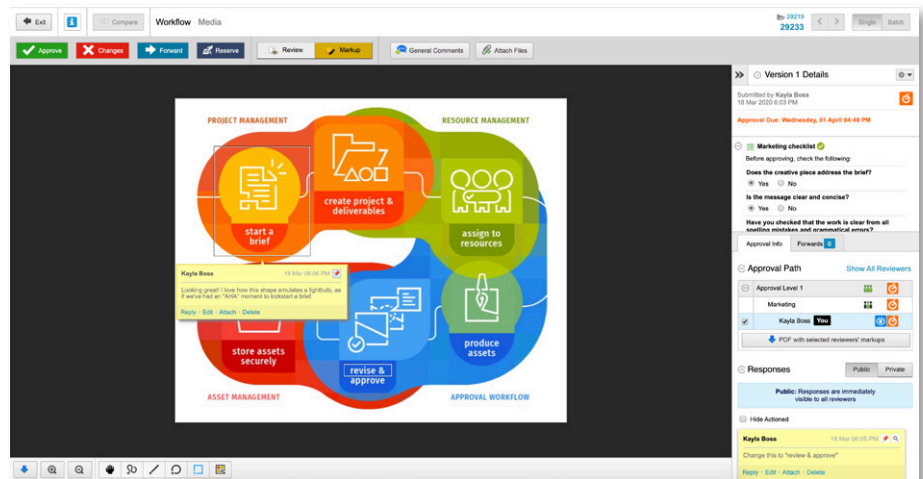 Exit
Compare
Workflow Media
29219
29233
Single Batch
Approve
Changes
Forward
Reserve
Review
Markup
General Comments
Attach Files
PROJECT MANAGEMENT
RESOURCE MANAGEMENT
create project &
deliverables
start a
brief
assign to
resources
Kayla Boss 18 Mar 06:06 PM
Looking great! I love how this shape emulates a lightbulb, as
if we've had an "AHA" moment to kickstart a brief.
Reply - Edit - Attach - Delete
store assets
securely
revise &
approve
produce
assets
ASSET MANAGEMENT
APPROVAL WORKFLOW
Version 1 Details
Submitted by Kayla Boss
18 Mar 2020 6:03 PM
Approval Due: Wednesday, 01 April 04:49 PM
Marketing checklist
Before approving, check the following:
Does the creative piece address the brief?
Yes No
Is the message clear and concise?
Yes No
Have you checked that the work is clear from all
spelling mistakes and grammatical errors?
Approval Info Forwards 0
Approval Path Show All Reviewers
Approval Level 1
Marketing
Kayla Boss You
PDF with selected reviewers' markups
Responses Public Private
Public: Responses are immediately
visible to all reviewers
Hide Actioned
Kayla Boss 18 Mar 06:05 PM
Change this to "review & approve"
Reply - Edit - Attach - Delete